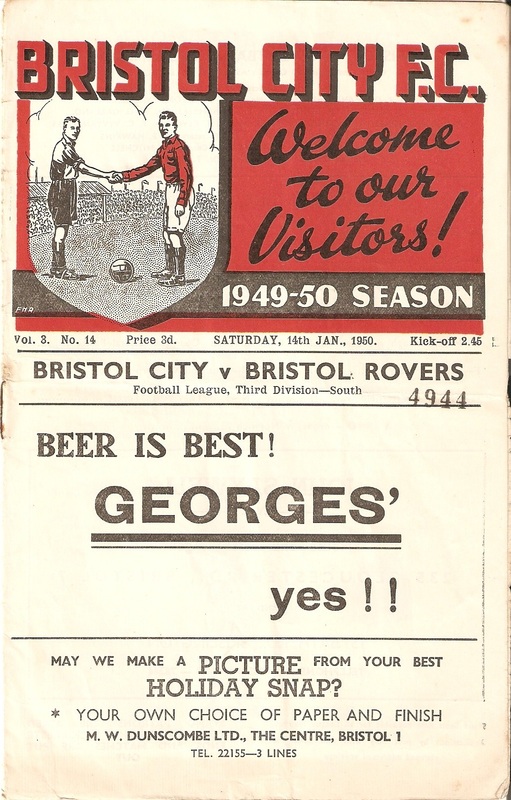 BRISTOL CITY F.C.
Welcome
to our
Visitors!
FMR
1949-50 SEASON
Vol. 3. No. 14 Price 3d. SATURDAY, 14th JAN., 1950. Kick-off 2.45
BRISTOL CITY v BRISTOL ROVERS
Football League, Third Division—South
4944
BEER IS BEST!
GEORGES'
yes !!
MAY WE MAKE A PICTURE FROM YOUR BEST
HOLIDAY SNAP?
* YOUR OWN CHOICE OF PAPER AND FINISH
M. W. DUNSCOMBE LTD., THE CENTRE, BRISTOL 1
TEL. 22155—3 LINES